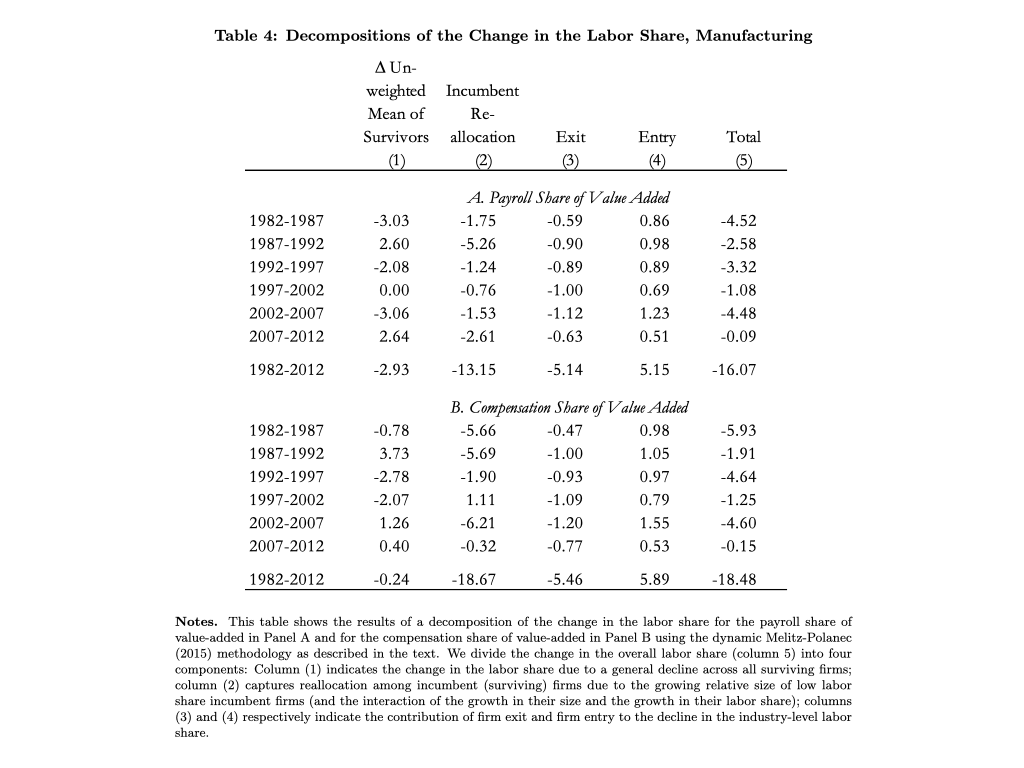 Table 4: Decompositions of the Change in the Labor Share, Manufacturing
Δ Un-
weighted Incumbent
Mean of Re-
Survivors allocation Exit Entry Total
(1) (2) (3) (4) (5)
A. Payroll Share of Value Added
1982-1987 -3.03 -1.75 -0.59 0.86 -4.52
1987-1992 2.60 -5.26 -0.90 0.98 -2.58
1992-1997 -2.08 -1.24 -0.89 0.89 -3.32
1997-2002 0.00 -0.76 -1.00 0.69 -1.08
2002-2007 -3.06 -1.53 -1.12 1.23 -4.48
2007-2012 2.64 -2.61 -0.63 0.51 -0.09
1982-2012 -2.93 -13.15 -5.14 5.15 -16.07
B. Compensation Share of Value Added
1982-1987 -0.78 -5.66 -0.47 0.98 -5.93
1987-1992 3.73 -5.69 -1.00 1.05 -1.91
1992-1997 -2.78 -1.90 -0.93 0.97 -4.64
1997-2002 -2.07 1.11 -1.09 0.79 -1.25
2002-2007 1.26 -6.21 -1.20 1.55 -4.60
2007-2012 0.40 -0.32 -0.77 0.53 -0.15
1982-2012 -0.24 -18.67 -5.46 5.89 -18.48
Notes. This table shows the results of a decomposition of the change in the labor share for the payroll share of
value-added in Panel A and for the compensation share of value-added in Panel B using the dynamic Melitz-Polanec
(2015) methodology as described in the text. We divide the change in the overall labor share (column 5) into four
components: Column (1) indicates the change in the labor share due to a general decline across all surviving firms;
column (2) captures reallocation among incumbent (surviving) firms due to the growing relative size of low labor
share incumbent firms (and the interaction of the growth in their size and the growth in their labor share); columns
(3) and (4) respectively indicate the contribution of firm exit and firm entry to the decline in the industry-level labor
share.